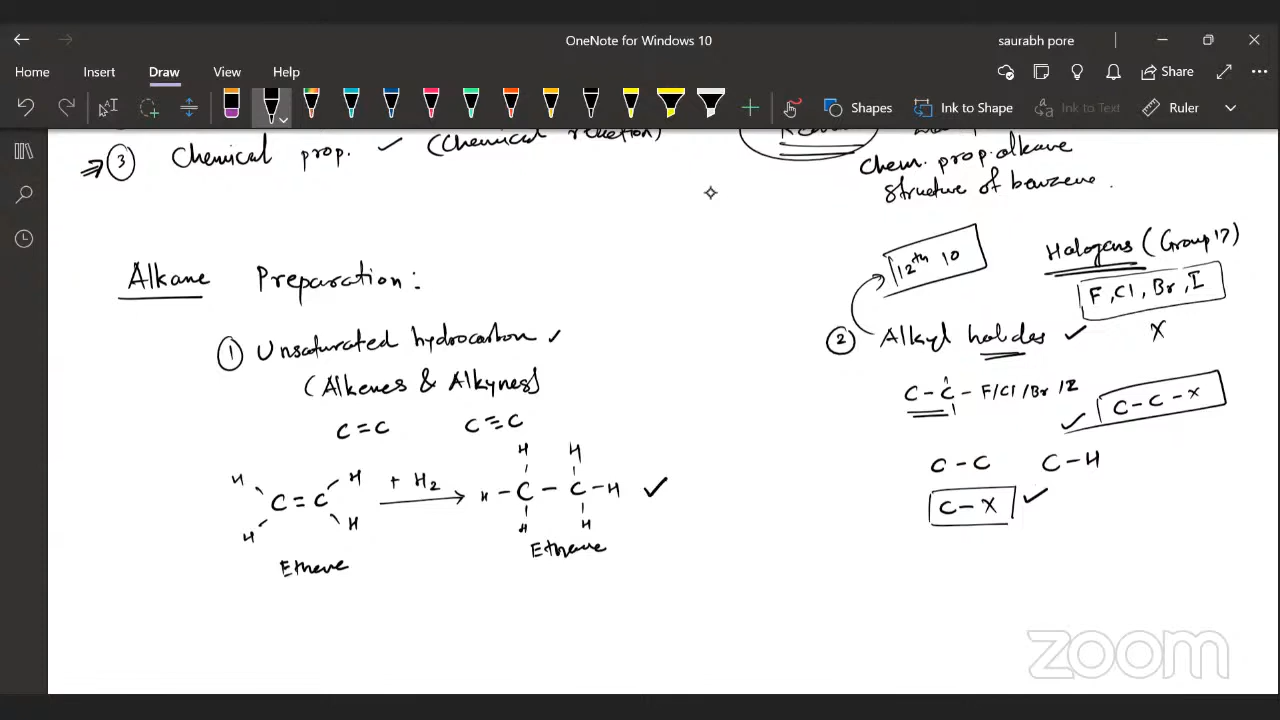 OneNote for Windows 10
saurabh pore
Home Insert Draw View Help
Share
Shapes
Ink to Shape
Ink to Text
Ruler
③ Chemical prop. ✓ (Chemical reaction)
chem. prop. alkane
structure of benzene.
Alkane Preparation:
① Unsaturated hydrocarbon ✓
(Alkenes & Alkynes)
C=C C≡C
H H H H
C=C + H2 → H-C-C-H ✓
H H H H
Ethene Ethane
12th 10
Halogens (Group 17)
F, Cl, Br, I
X
② Alkyl halides ✓
C-C-F/Cl/Br/I
✓ C-C-X
C-C C-H
C-X ✓
zoom